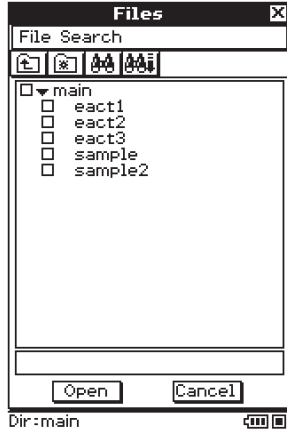 Files
File Search
main
eact1
eact2
eact3
sample
sample2
Open Cancel
Dir:main